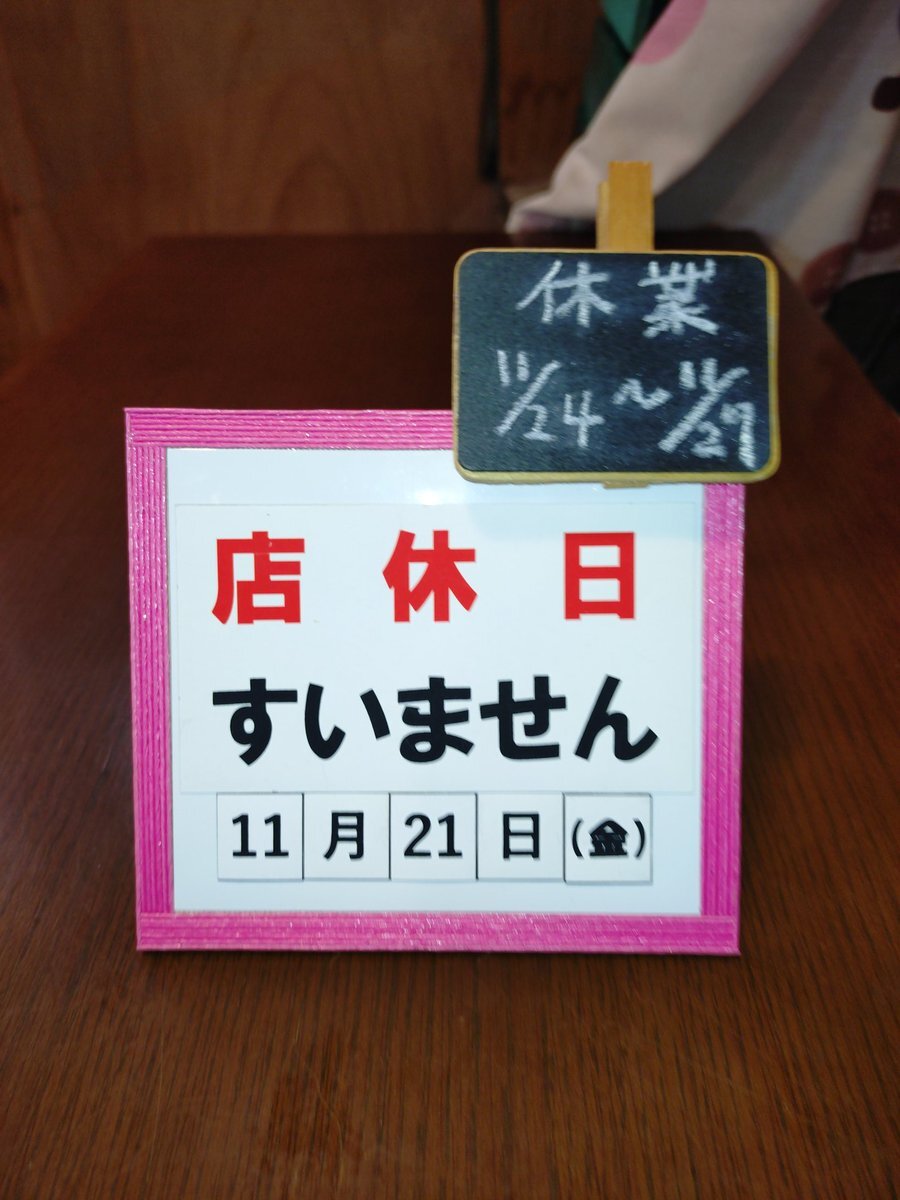 休業
11/24～11/27
店休日
すいません
11月21日(金)